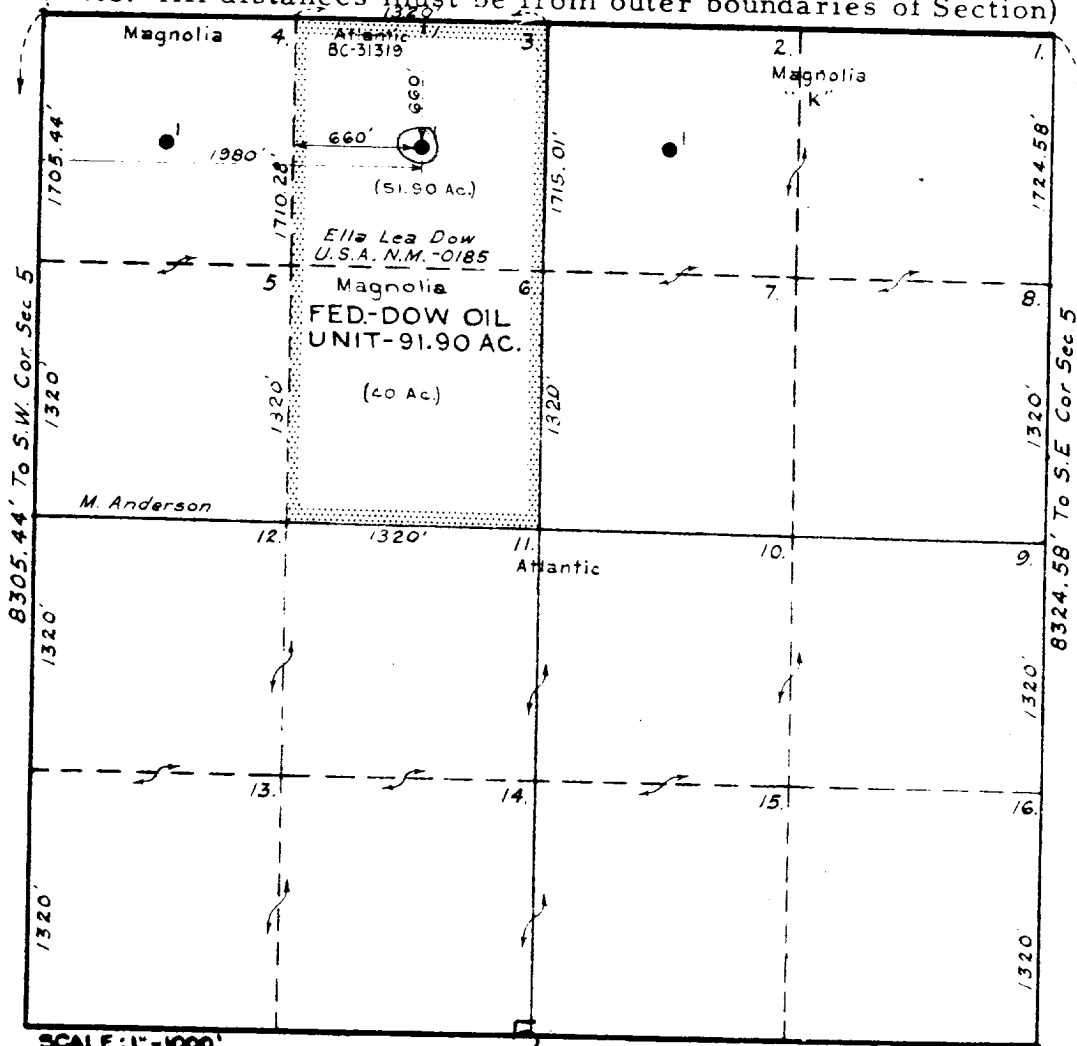 All distances must be from outer boundaries of Section)
1320'
Magnolia 4. Atlantic 3. 2. 1.
BC-31319
Magnolia
"K"
660'
1 1
660'
1980'
1705.44' 1710.28' 1715.01' 1724.58'
(51.90 Ac.)
Ella Lea Dow
U.S.A. N.M.-0185
5 Magnolia 6. 7. 8.
FED.-DOW OIL
UNIT-91.90 AC.
(40 Ac.)
1320' 1320' 1320' 1320'
8305.44' To S.W. Cor. Sec 5
8324.58' To S.E Cor Sec 5
M. Anderson
12. 1320' 11. 10. 9.
Atlantic
1320' 1320'
13. 14. 15. 16.
1320' 1320
SCALE: 1"-1000'